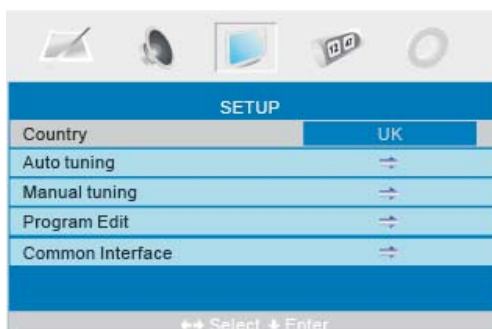 SETUP
Country UK
Auto tuning
Manual tuning
Program Edit
Common Interface
Select Enter